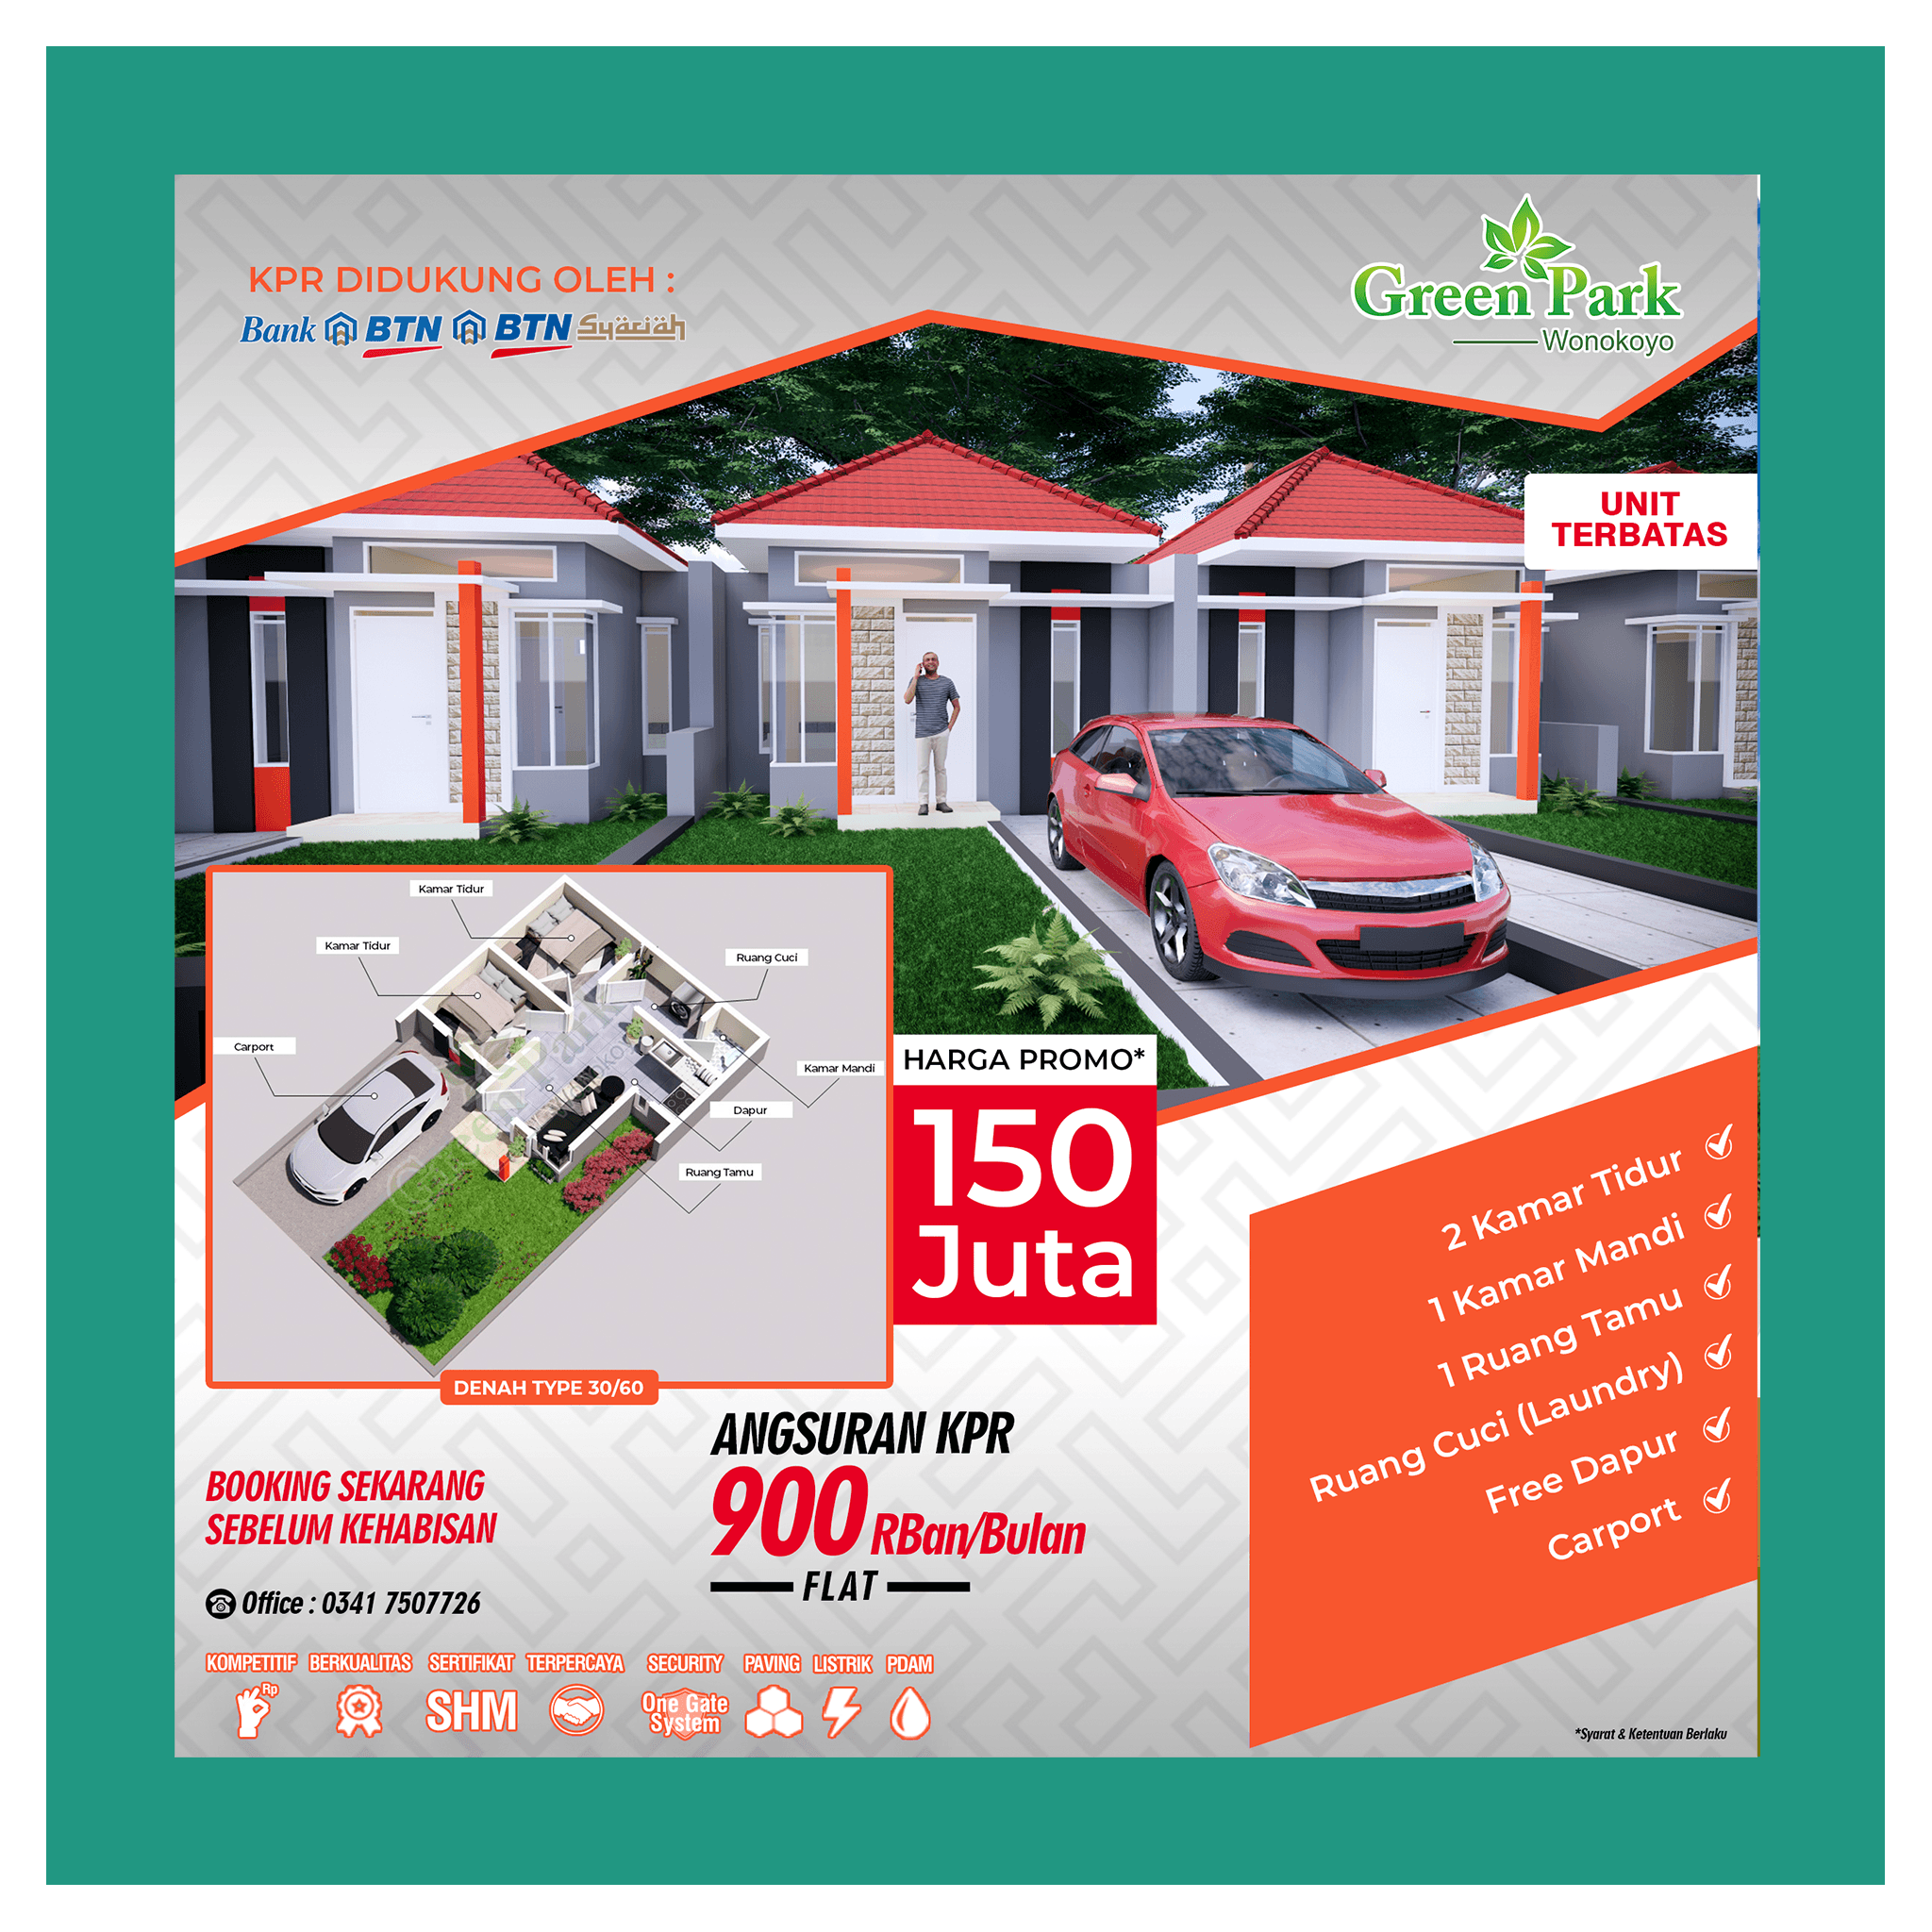 KPR DIDUKUNG OLEH :
Bank BTN BTN Syariah
Green Park
Wonokoyo
UNIT
TERBATAS
Kamar Tidur
Kamar Tidur
Ruang Cuci
Carport
Kamar Mandi
Dapur
Ruang Tamu
DENAH TYPE 30/60
HARGA PROMO*
150
Juta
2 Kamar Tidur
1 Kamar Mandi
1 Ruang Tamu
Ruang Cuci (Laundry)
Free Dapur
Carport
ANGSURAN KPR
900 RBan/Bulan
FLAT
BOOKING SEKARANG
SEBELUM KEHABISAN
Office : 0341 7507726
KOMPETITIF BERKUALITAS SERTIFIKAT TERPERCAYA SECURITY PAVING LISTRIK PDAM
Rp
SHM
One Gate
System
*Syarat & Ketentuan Berlaku